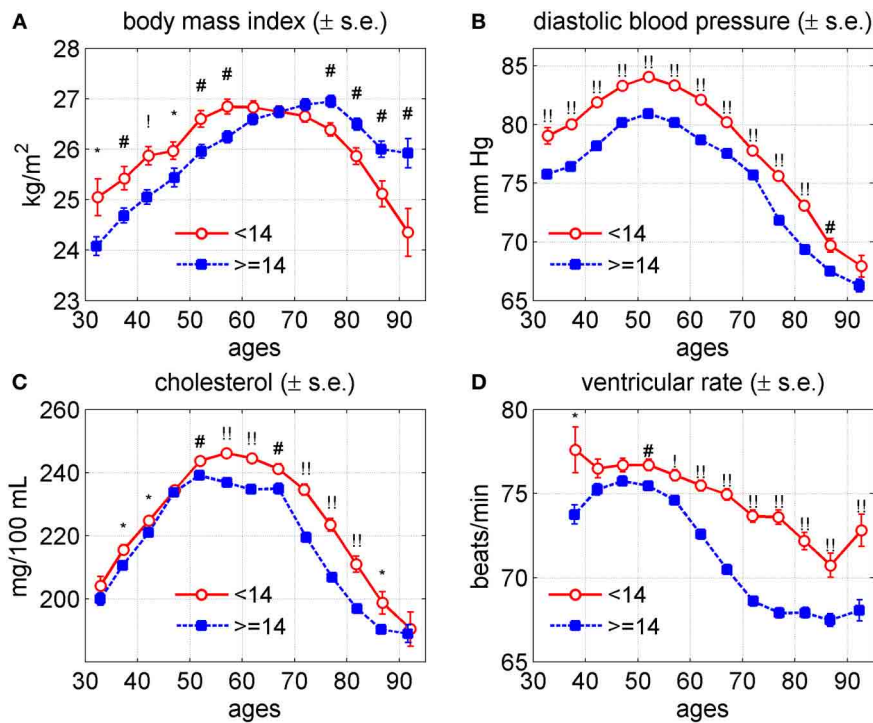 A body mass index (± s.e.)
28
27
26
25
24
23
kg/m²
* # ! * # # # # # #
<14
>=14
30 40 50 60 70 80 90
ages
B diastolic blood pressure (± s.e.)
85
80
75
70
65
mm Hg
!! !! !! !! !! !! !! !! !! !! !! #
<14
>=14
30 40 50 60 70 80 90
ages
C cholesterol (± s.e.)
260
240
220
200
mg/100 mL
* * # !! !! # !! !! !! *
<14
>=14
30 40 50 60 70 80 90
ages
D ventricular rate (± s.e.)
80
75
70
65
beats/min
* # ! !! !! !! !! !! !! !!
<14
>=14
30 40 50 60 70 80 90
ages